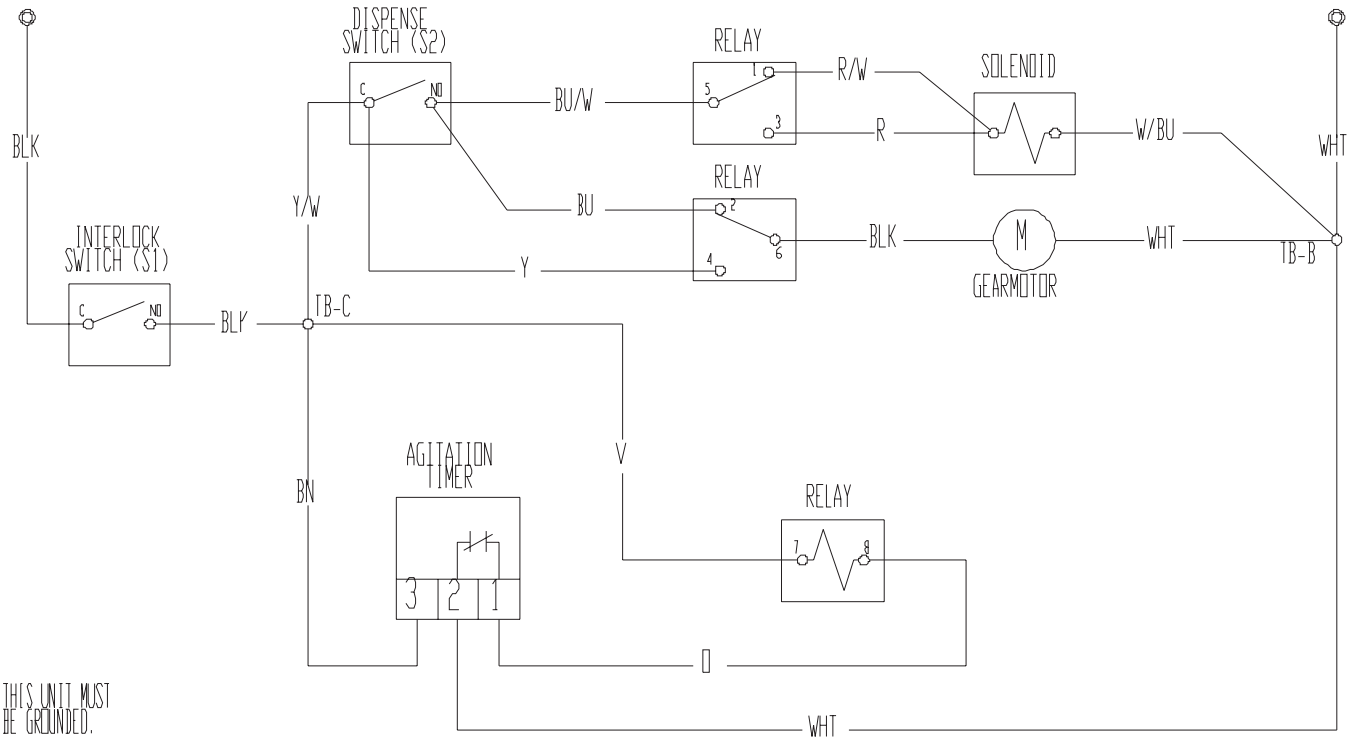 DISPENSE
SWITCH (S2)
RELAY
SOLENOID
C
NO
1
5
3
BU/W
R/W
R
W/BU
BLK
WHT
RELAY
2
4
6
BU
Y
Y/W
BLK
M
WHT
TB-B
GEARMOTOR
INTERLOCK
SWITCH (S1)
C
NO
BLK
TB-C
AGITATION
TIMER
3
2
1
V
BN
RELAY
7
8
O
WHT
THIS UNIT MUST
BE GROUNDED.